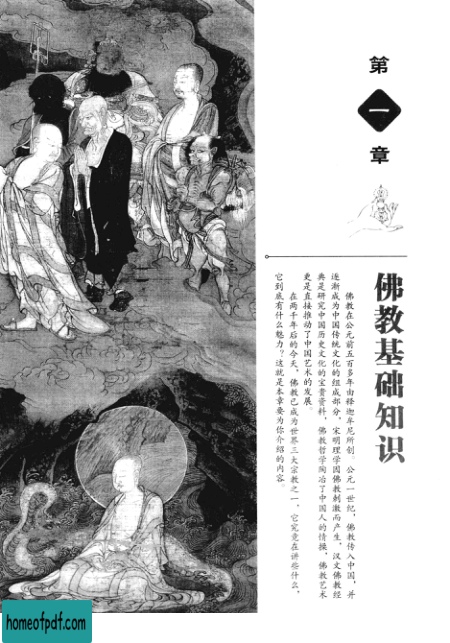 第一章
佛教基础知识
佛教在公元前五百多年由释迦牟尼所创。公元一世纪，佛教传入中国，并
逐渐成为中国传统文化的组成部分，宋明理学因佛教刺激而产生，汉文佛教经
典是研究中国历史文化的宝贵资料，佛教哲学陶冶了中国人的情操，佛教艺术
更是直接推动了中国艺术的发展。
在两千年后的今天，佛教已成为世界三大宗教之一，它究竟在讲些什么，
它到底有什么魅力？这就是本章要为你介绍的内容。
homeofpdf.com